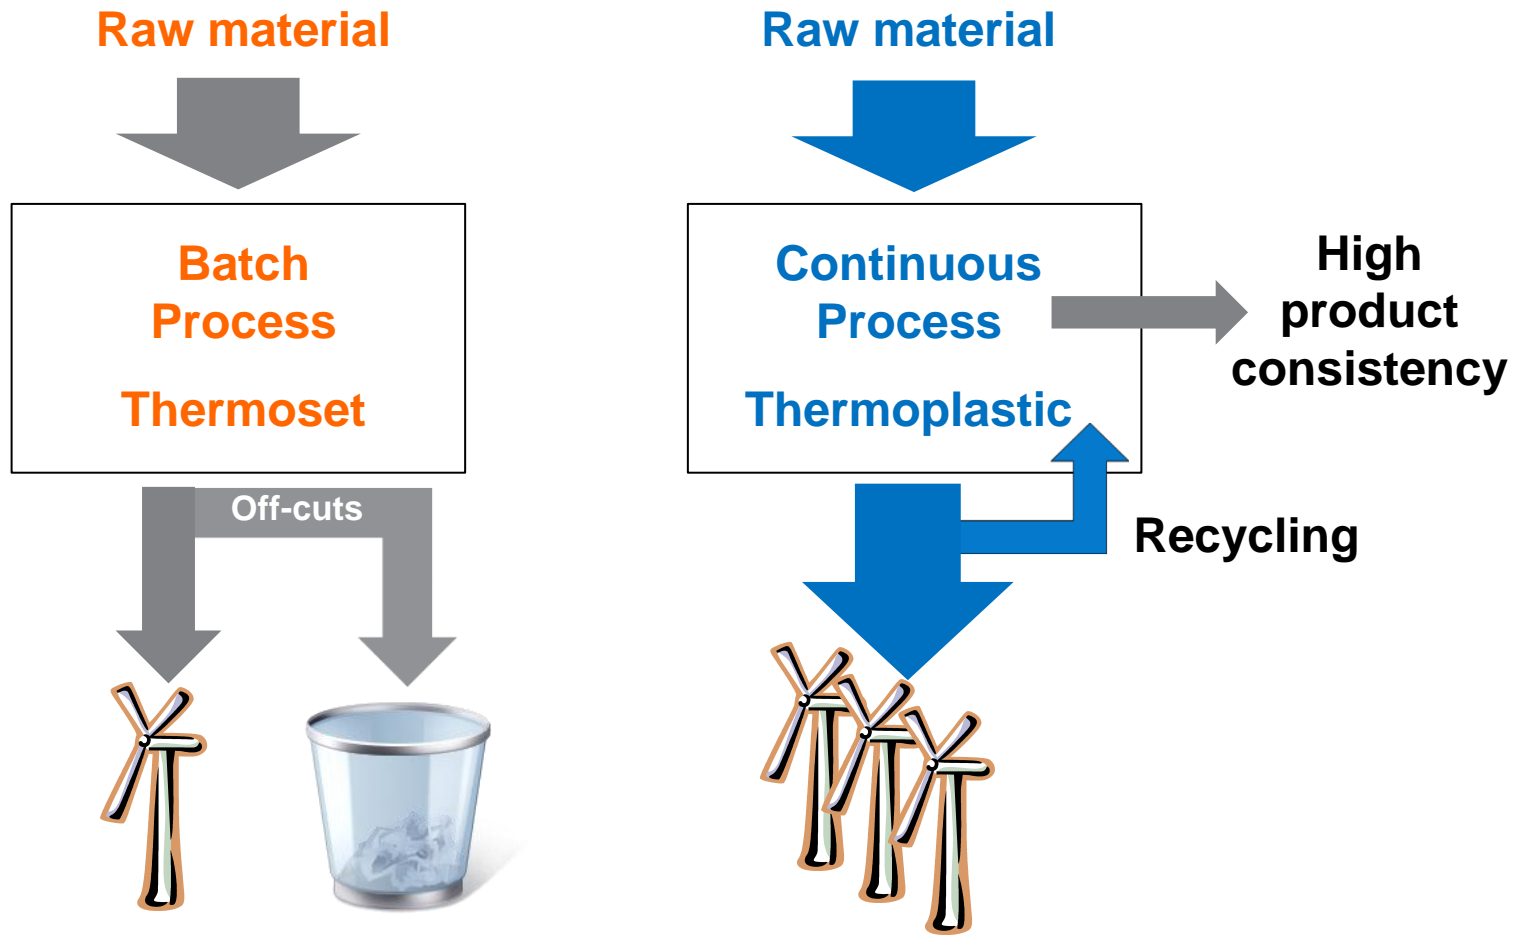 Raw material
Batch
Process
Thermoset
Off-cuts
Raw material
Continuous
Process
Thermoplastic
High
product
consistency
Recycling